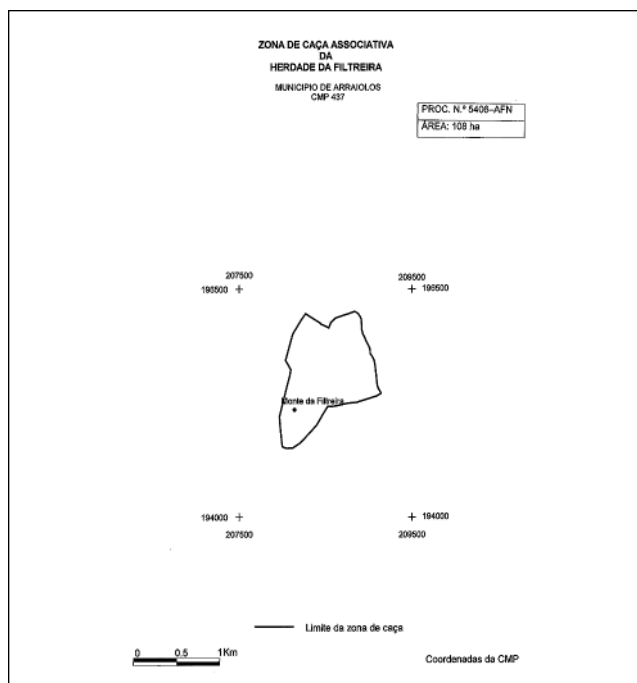 ZONA DE CAÇA ASSOCIATIVA
DA
HERDADE DA FILTREIRA
MUNICIPIO DE ARRAIOLOS
CMP 437
PROC. N.º 5406–AFN
ÁREA: 108 ha
207500
209500
196500
196500
Monte da Filtreira
194000
194000
207500
209500
Limite da zona de caça
0 0.5 1Km
Coordenadas da CMP